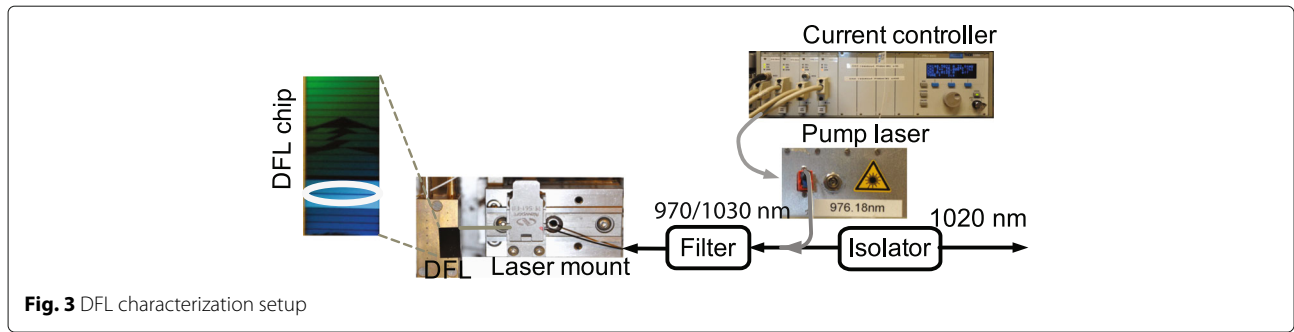 Current controller
Pump laser
DFL chip
976.18nm
970/1030 nm
1020 nm
Filter
Isolator
DFL
Laser mount
Fig. 3 DFL characterization setup